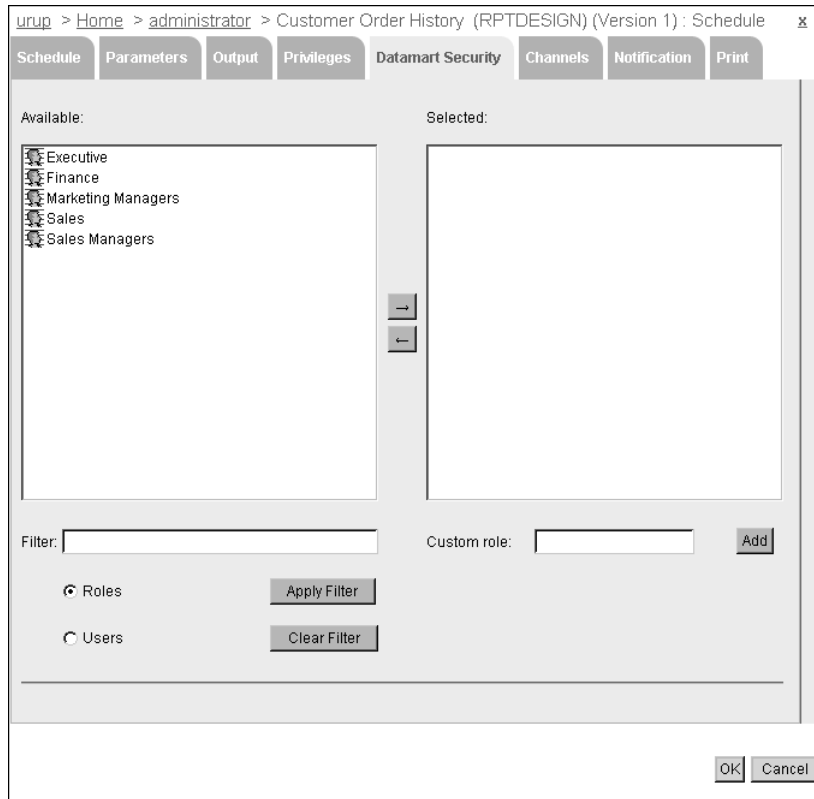 urup > Home > administrator > Customer Order History (RPTDESIGN) (Version 1) : Schedule x
Schedule Parameters Output Privileges Datamart Security Channels Notification Print
Available: Selected:
Executive
Finance
Marketing Managers
Sales
Sales Managers
→
←
Filter: Custom role: Add
Roles Apply Filter
Users Clear Filter
OK Cancel